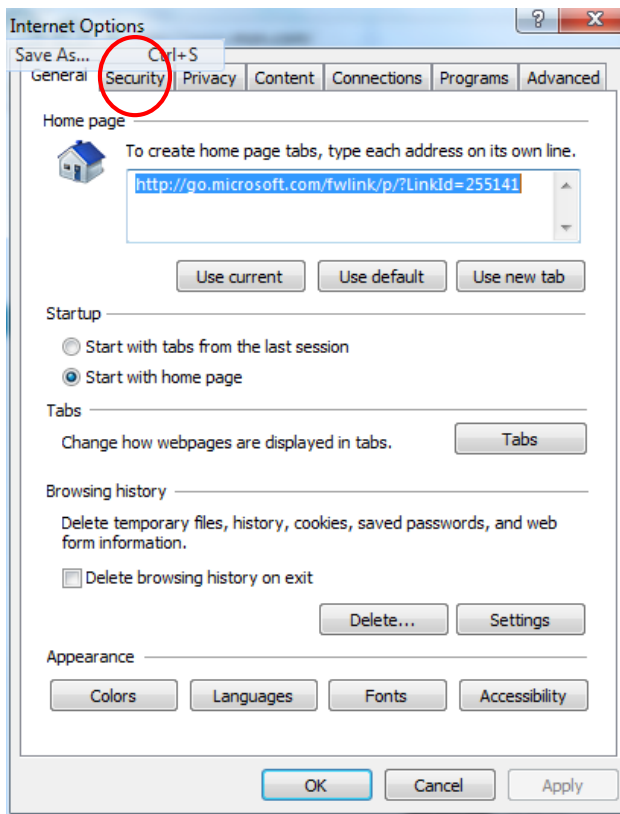 Internet Options
Save As... Ctrl+S
General Security Privacy Content Connections Programs Advanced
Home page
To create home page tabs, type each address on its own line.
http://go.microsoft.com/fwlink/p/?LinkId=255141
Use current Use default Use new tab
Startup
Start with tabs from the last session
Start with home page
Tabs
Change how webpages are displayed in tabs. Tabs
Browsing history
Delete temporary files, history, cookies, saved passwords, and web
form information.
Delete browsing history on exit
Delete... Settings
Appearance
Colors Languages Fonts Accessibility
OK Cancel Apply